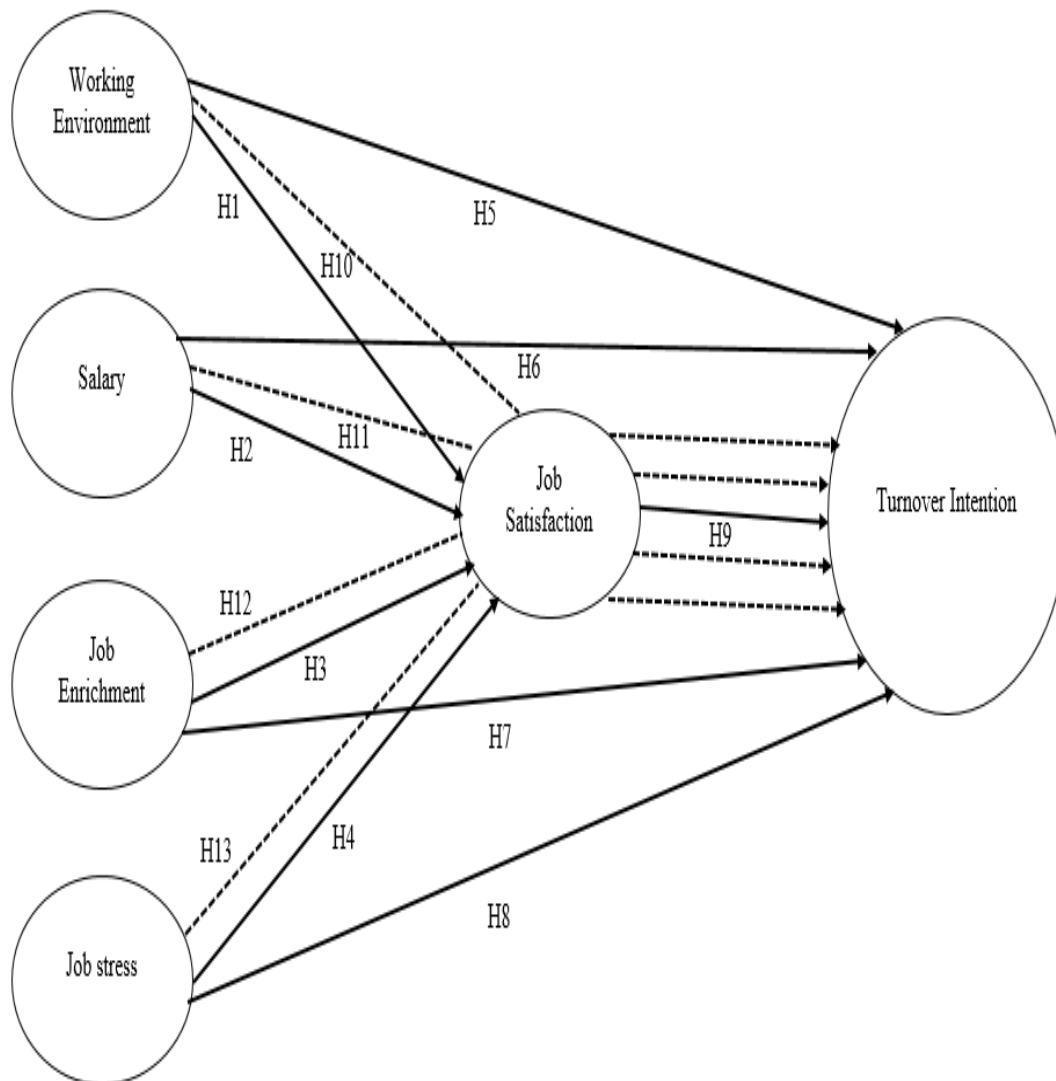 Working
Environment
H1
H5
H10
Salary
H6
H11
H2
Job
Satisfaction
Turnover Intention
H9
H12
Job
Enrichment
H3
H7
H13
H4
H8
Job stress